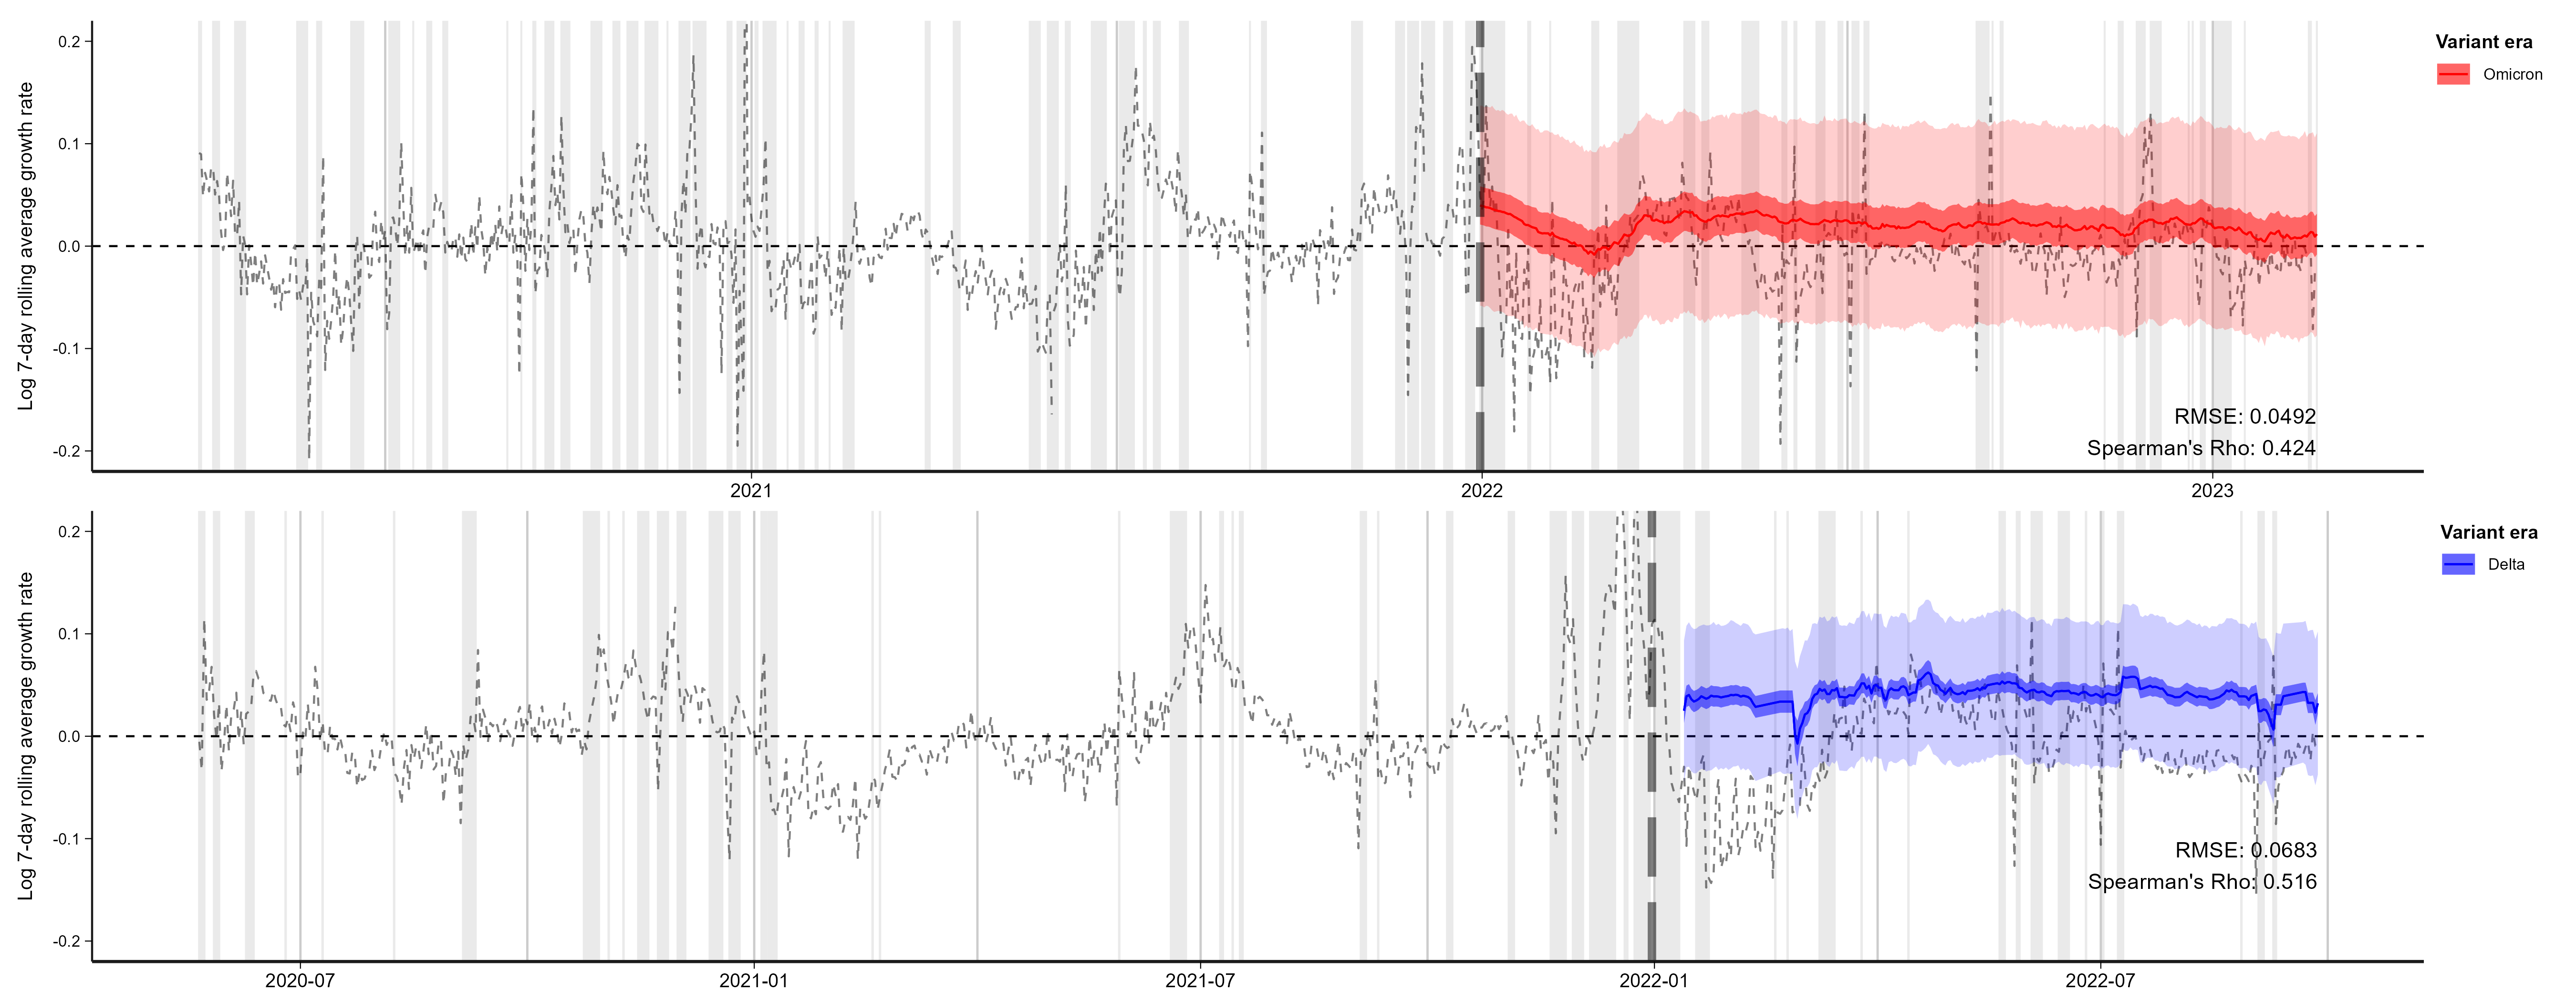 Log 7-day rolling average growth rate
0.2
0.1
0.0
-0.1
-0.2
2021
2022
2023
RMSE: 0.0492
Spearman's Rho: 0.424
Variant era
Omicron
Log 7-day rolling average growth rate
0.2
0.1
0.0
-0.1
-0.2
2020-07
2021-01
2021-07
2022-01
2022-07
RMSE: 0.0683
Spearman's Rho: 0.516
Variant era
Delta